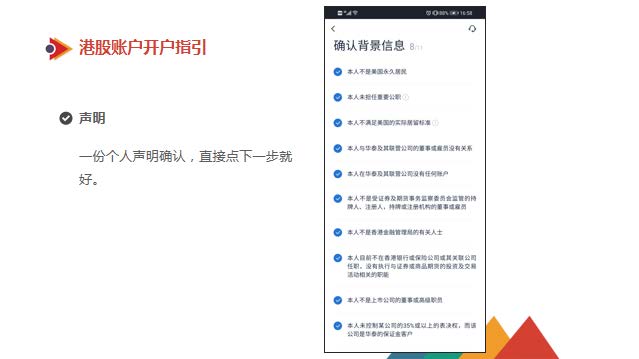 港股账户开户指引
声明
一份个人声明确认，直接点下一步就
好。
88% 16:58
确认背景信息 8/11
本人不是美国永久居民
本人未担任重要公职
本人不满足美国的实际居留标准
本人与华泰及其联营公司的董事或雇员没有关系
本人在华泰及其联营公司没有任何账户
本人不是受证券及期货事务监察委员会监管的持
牌人、注册人，持牌或注册机构的董事或雇员
本人不是香港金融管理局的有关人士
本人目前不在香港银行或保险公司或其关联公司
任职，没有执行与证券或商品期货的投资及交易
活动相关的职能
本人不是上市公司的董事或高级职员
本人未控制某公司的35%或以上的表决权，而该
公司是华泰的保证金客户